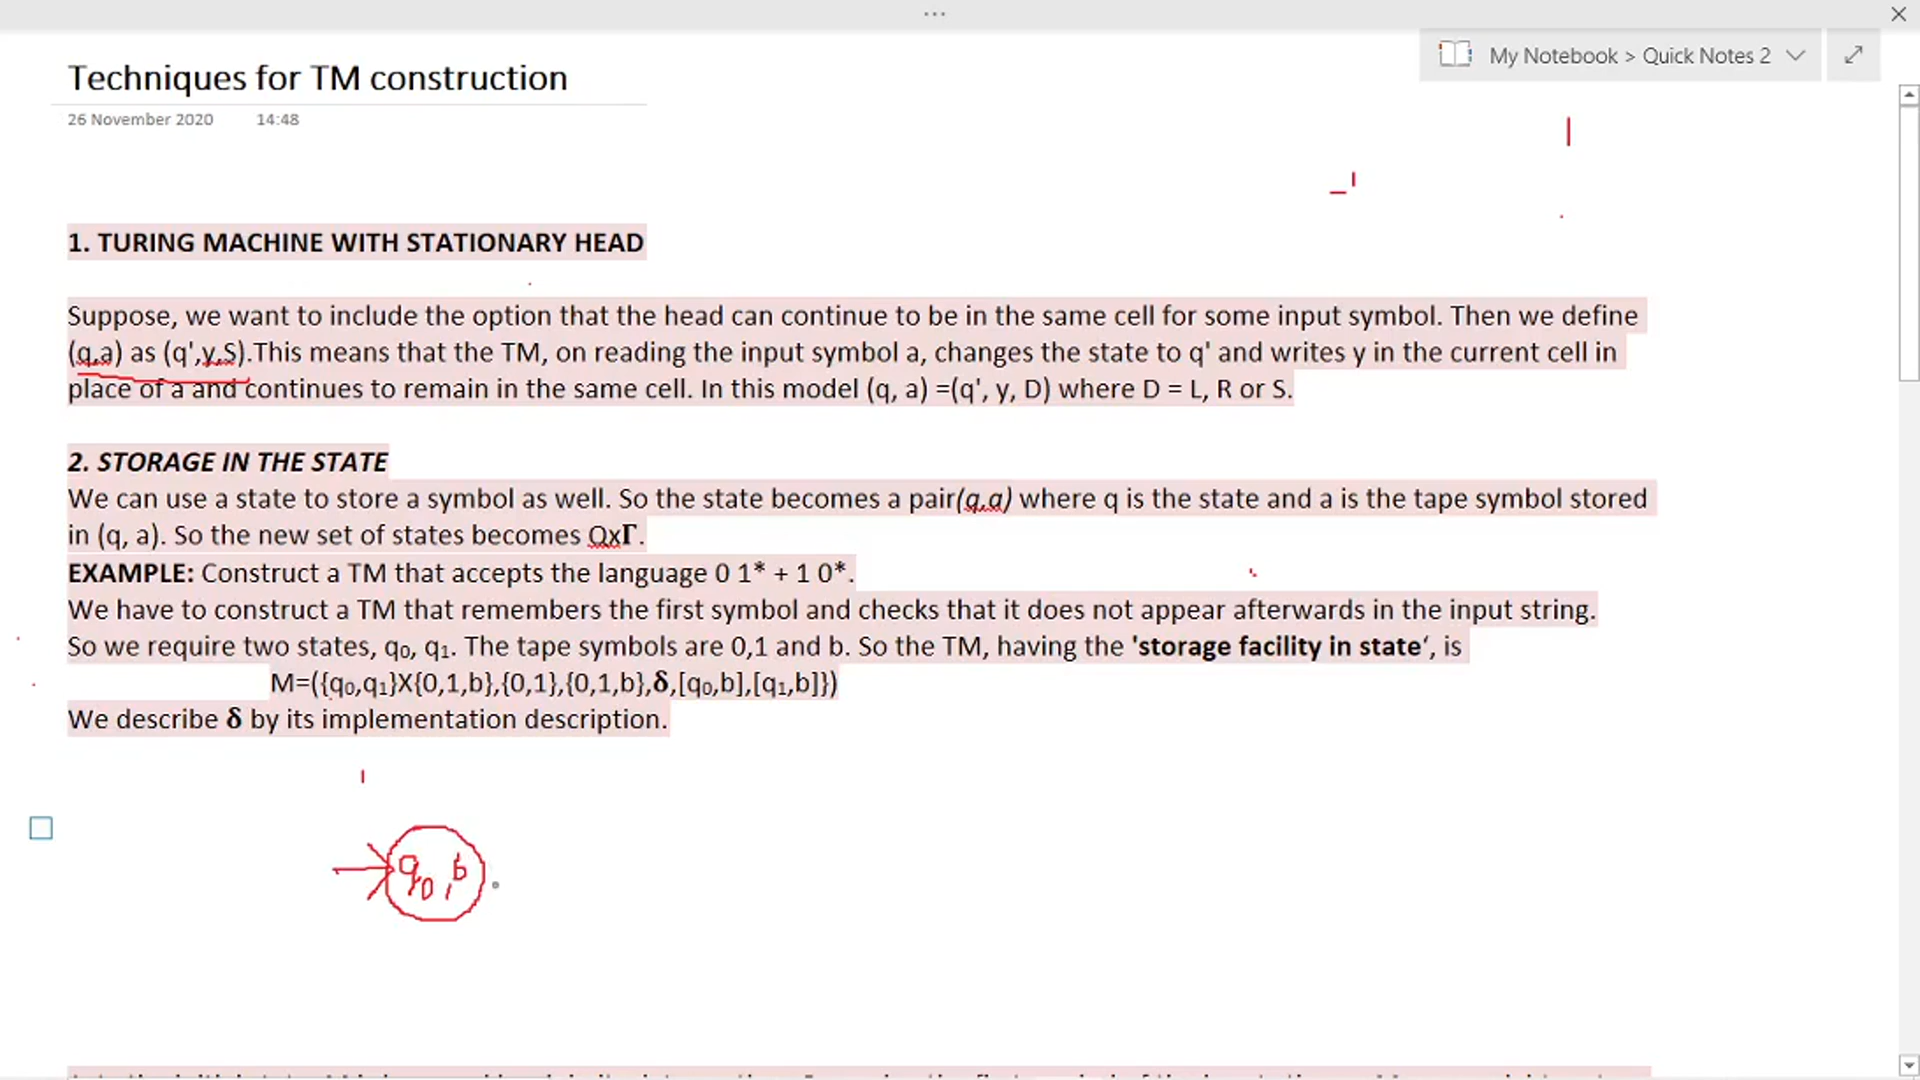 ...
My Notebook > Quick Notes 2
Techniques for TM construction
26 November 2020 14:48
1. TURING MACHINE WITH STATIONARY HEAD
Suppose, we want to include the option that the head can continue to be in the same cell for some input symbol. Then we define
(q,a) as (q',y,S).This means that the TM, on reading the input symbol a, changes the state to q' and writes y in the current cell in
place of a and continues to remain in the same cell. In this model (q, a) =(q', y, D) where D = L, R or S.
2. STORAGE IN THE STATE
We can use a state to store a symbol as well. So the state becomes a pair(q,a) where q is the state and a is the tape symbol stored
in (q, a). So the new set of states becomes QxΓ.
EXAMPLE: Construct a TM that accepts the language 0 1* + 1 0*.
We have to construct a TM that remembers the first symbol and checks that it does not appear afterwards in the input string.
So we require two states, q₀, q₁. The tape symbols are 0,1 and b. So the TM, having the 'storage facility in state‘, is
M=({q₀,q₁}X{0,1,b},{0,1},{0,1,b},δ,[q₀,b],[q₁,b]})
We describe δ by its implementation description.
q₀,b